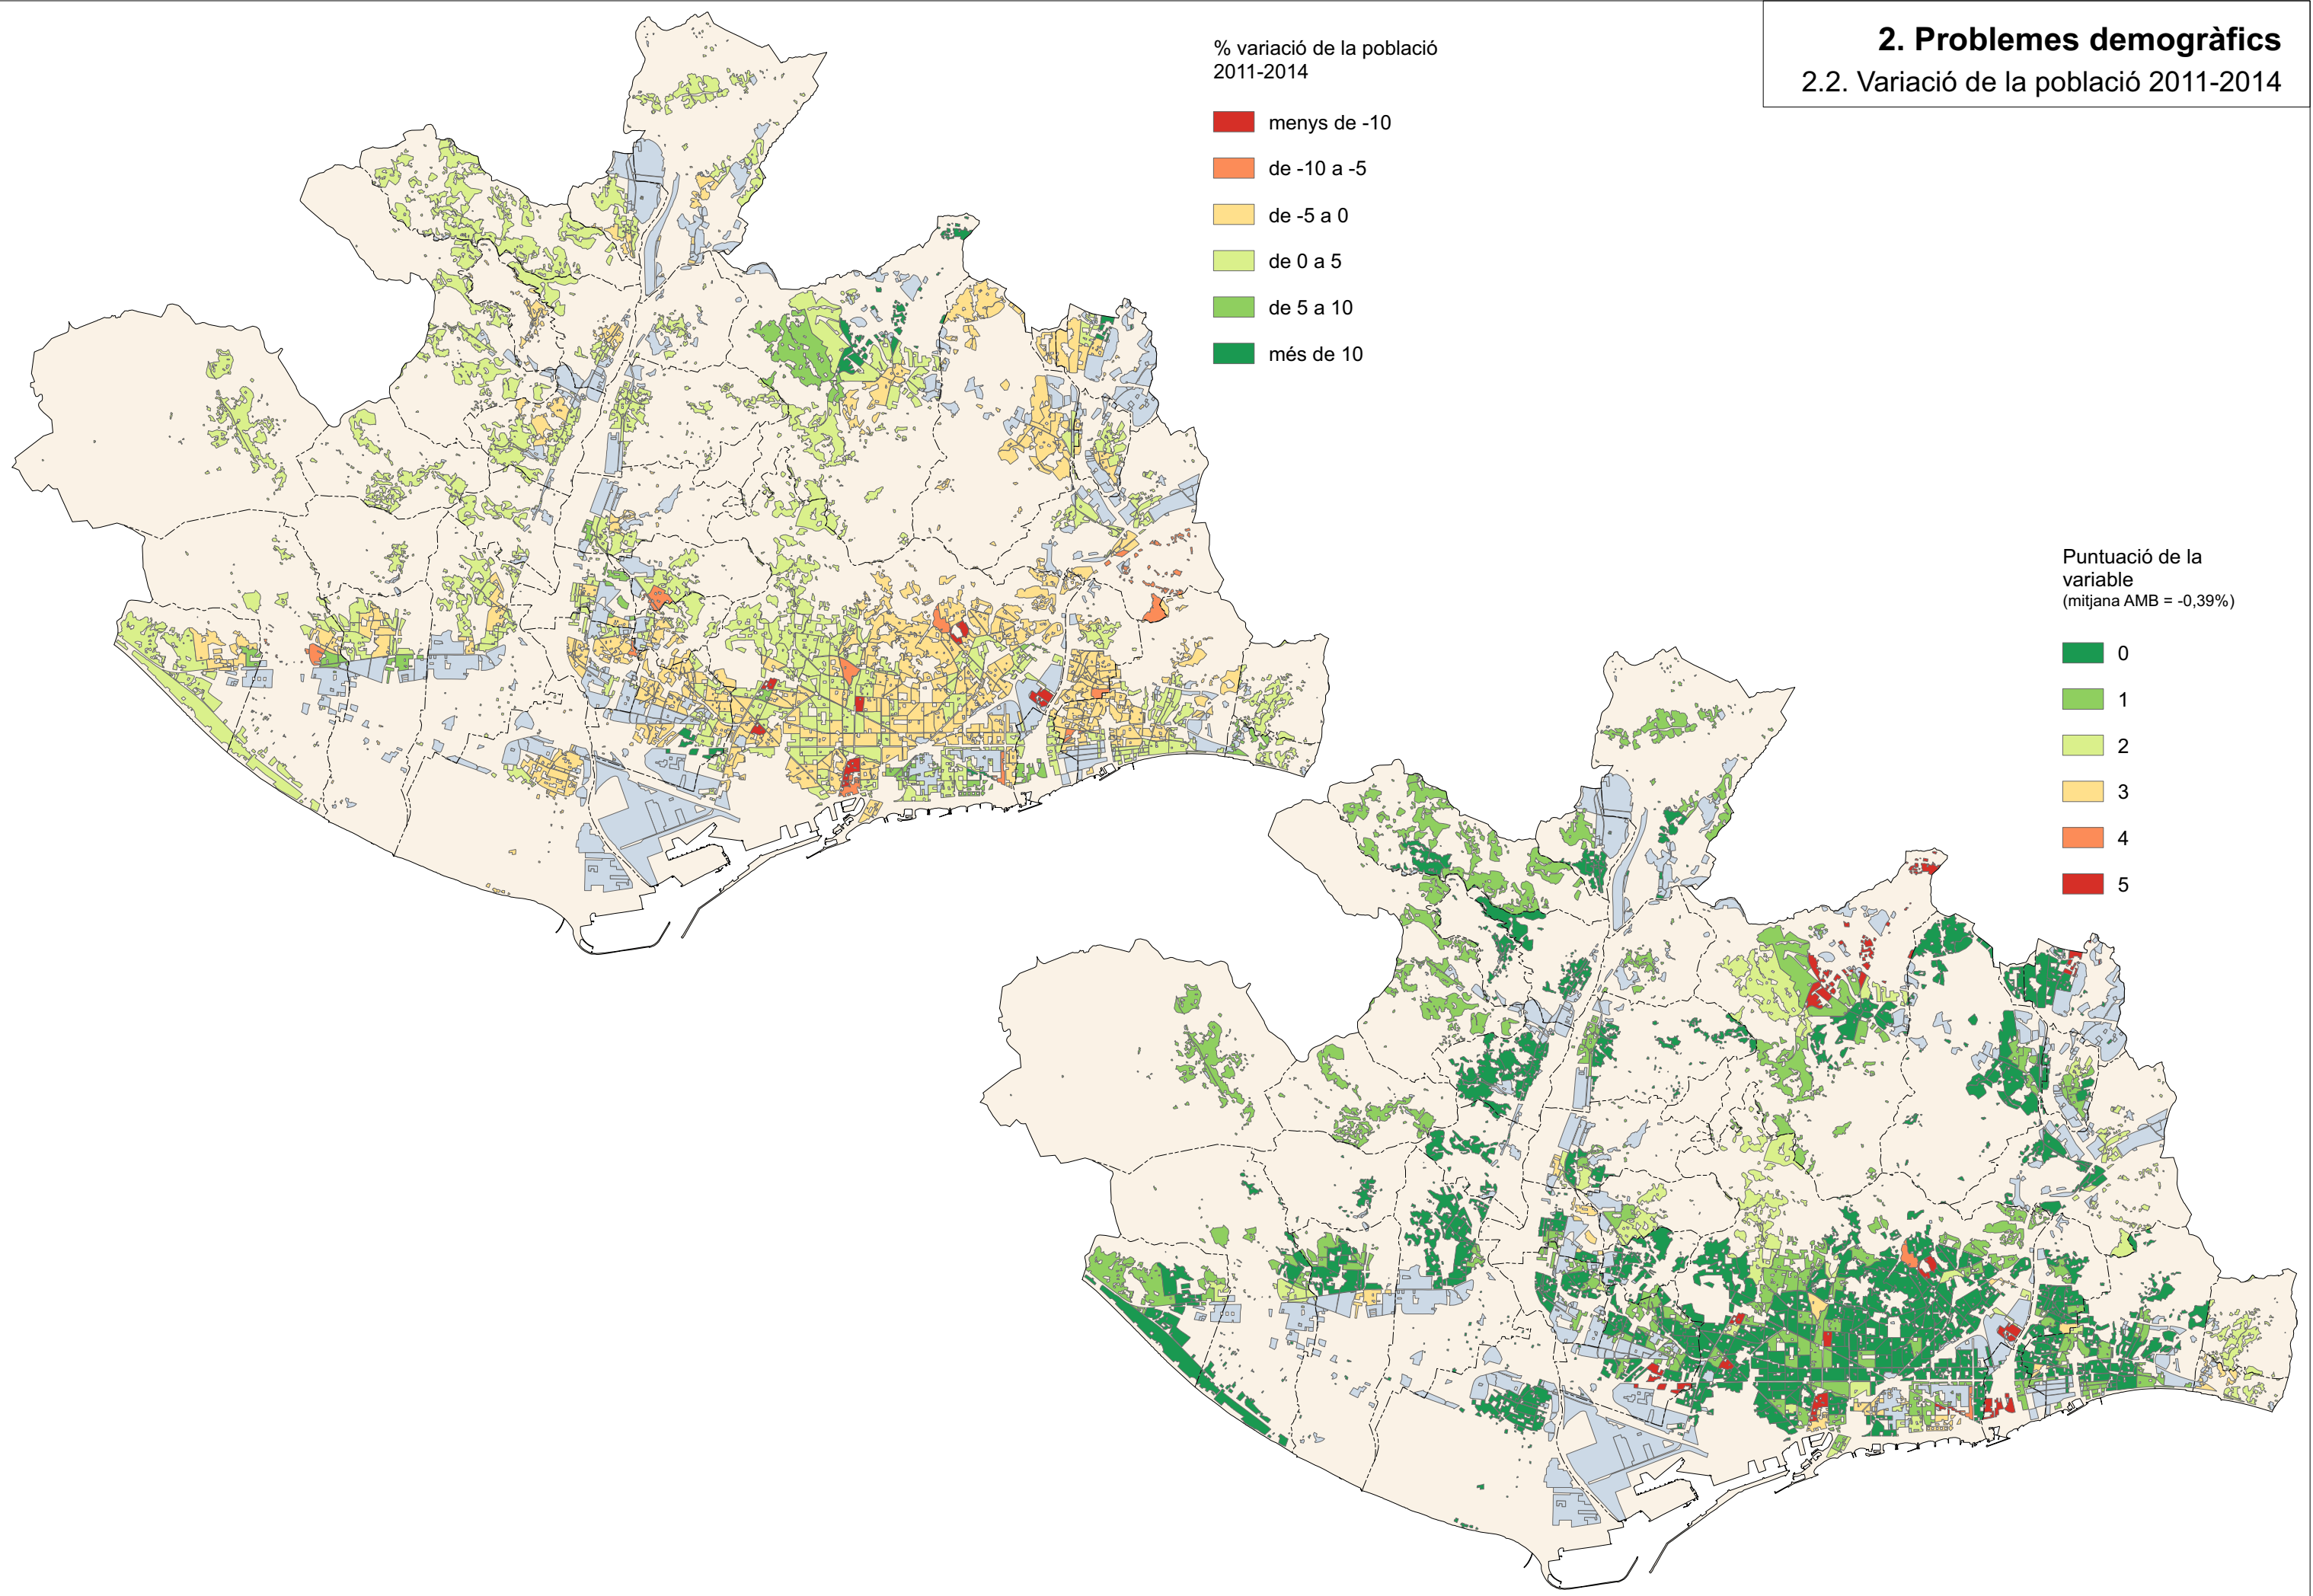 2. Problemes demogràfics
2.2. Variació de la població 2011-2014
% variació de la població
2011-2014
menys de -10
de -10 a -5
de -5 a 0
de 0 a 5
de 5 a 10
més de 10
Puntuació de la
variable
(mitjana AMB = -0,39%)
0
1
2
3
4
5